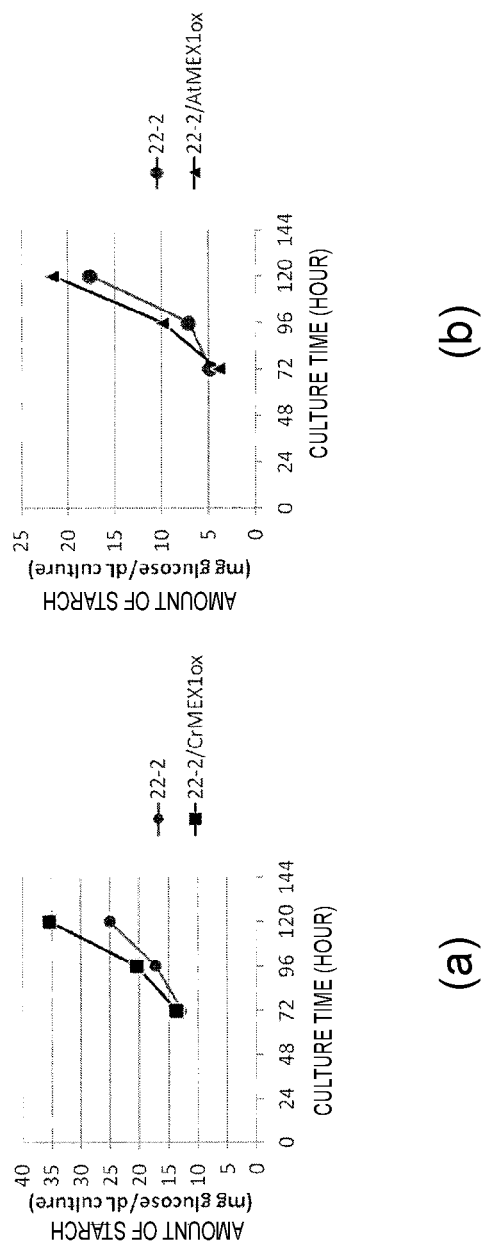 AMOUNT OF STARCH
(mg glucose/dL culture)
40
35
30
25
20
15
10
5
0
0 24 48 72 96 120 144
CULTURE TIME (HOUR)
22-2
22-2/CrMEX1ox
(a)
AMOUNT OF STARCH
(mg glucose/dL culture)
25
20
15
10
5
0
0 24 48 72 96 120 144
CULTURE TIME (HOUR)
22-2
22-2/AtMEX1ox
(b)